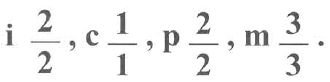 i 2/2, c 1/1, p 2/2, m 3/3.